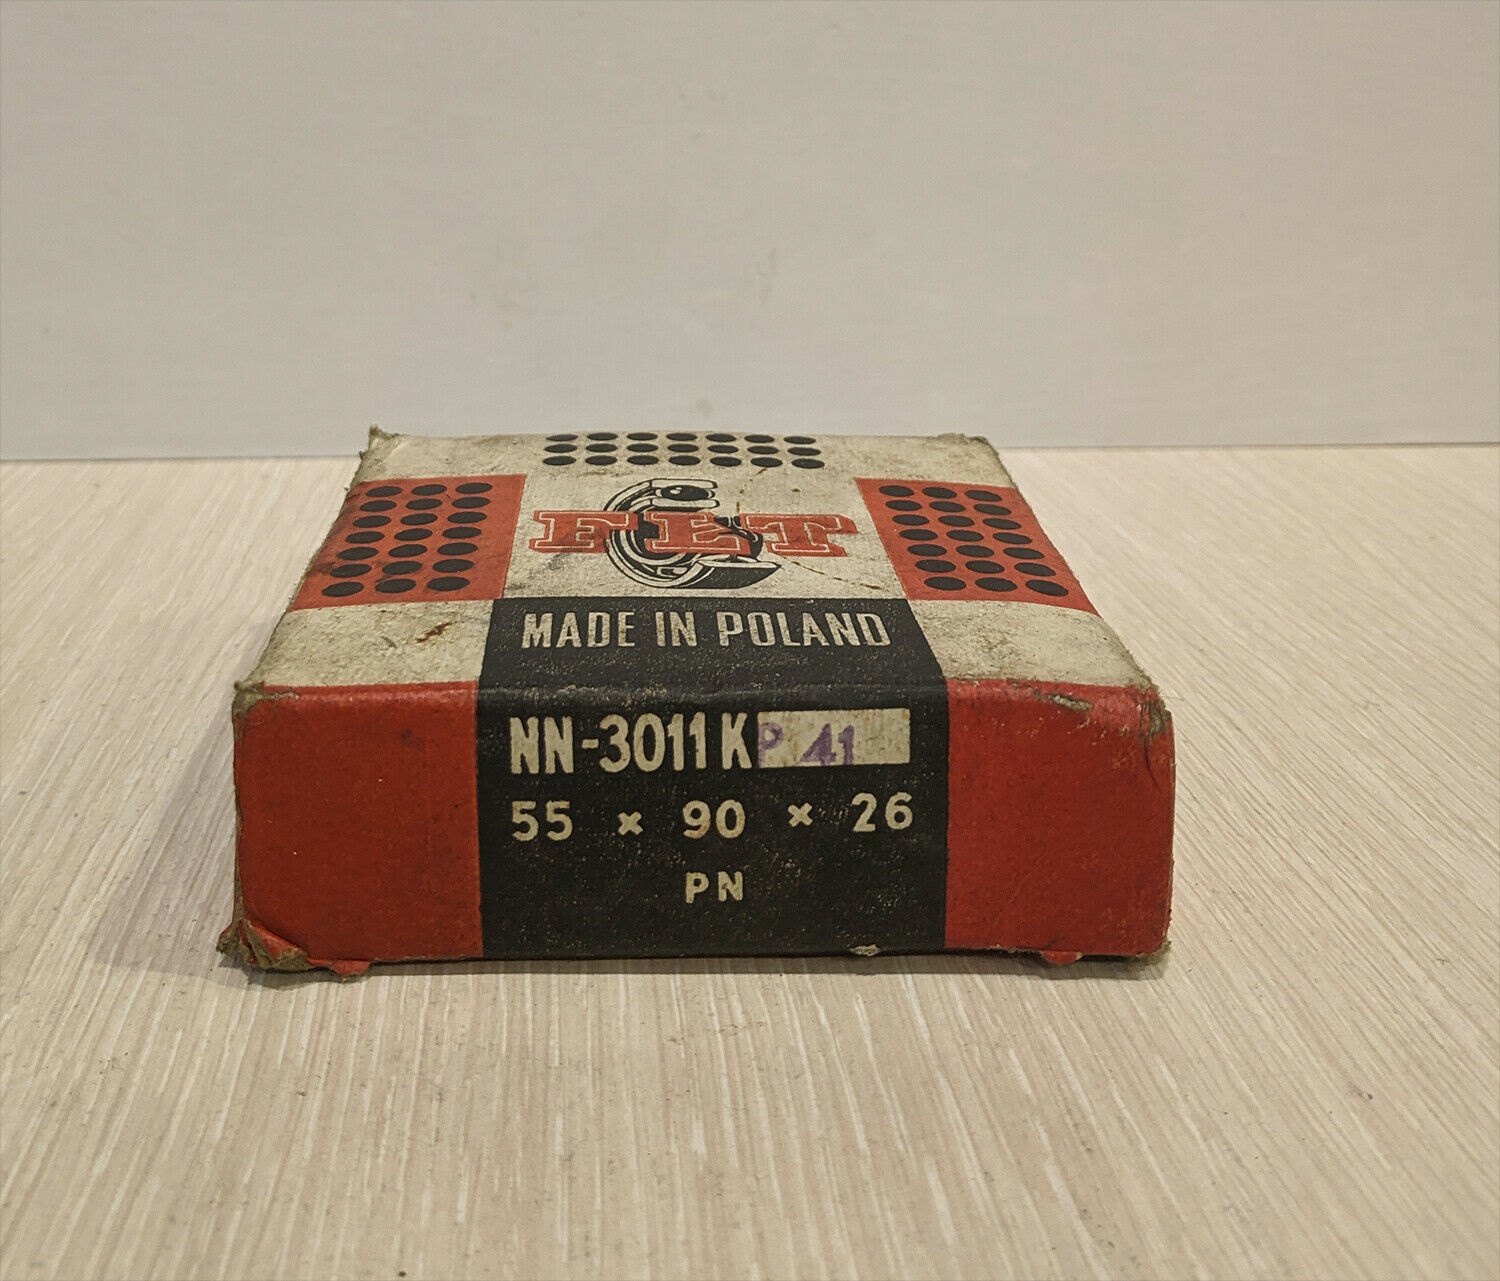 FŁT
MADE IN POLAND
NN-3011 K P 41
55 x 90 x 26
PN